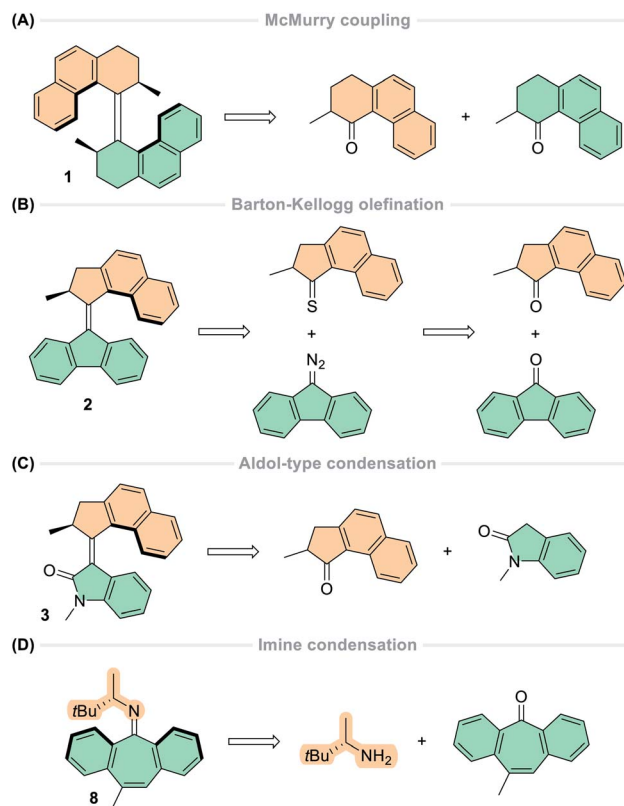 (A) McMurry coupling
1
O
+
O
(B) Barton-Kellogg olefination
2
S
+
N2
O
+
O
(C) Aldol-type condensation
O
N
3
O
+
O
N
(D) Imine condensation
tBu
N
8
tBu
NH2
+
O